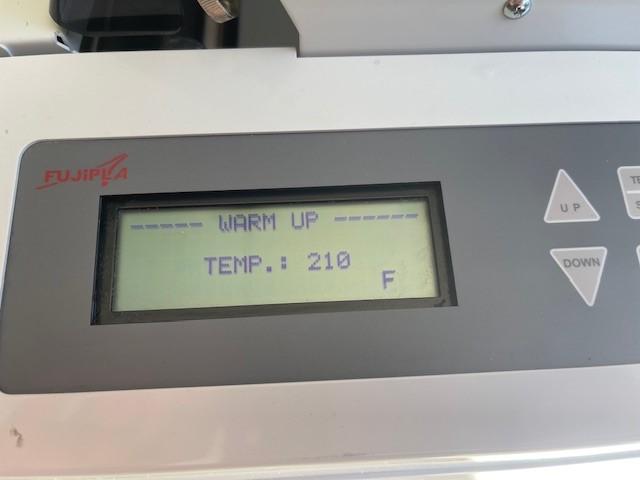 FUJiPLA
----- WARM UP ------
TEMP.: 210
F
UP
DOWN